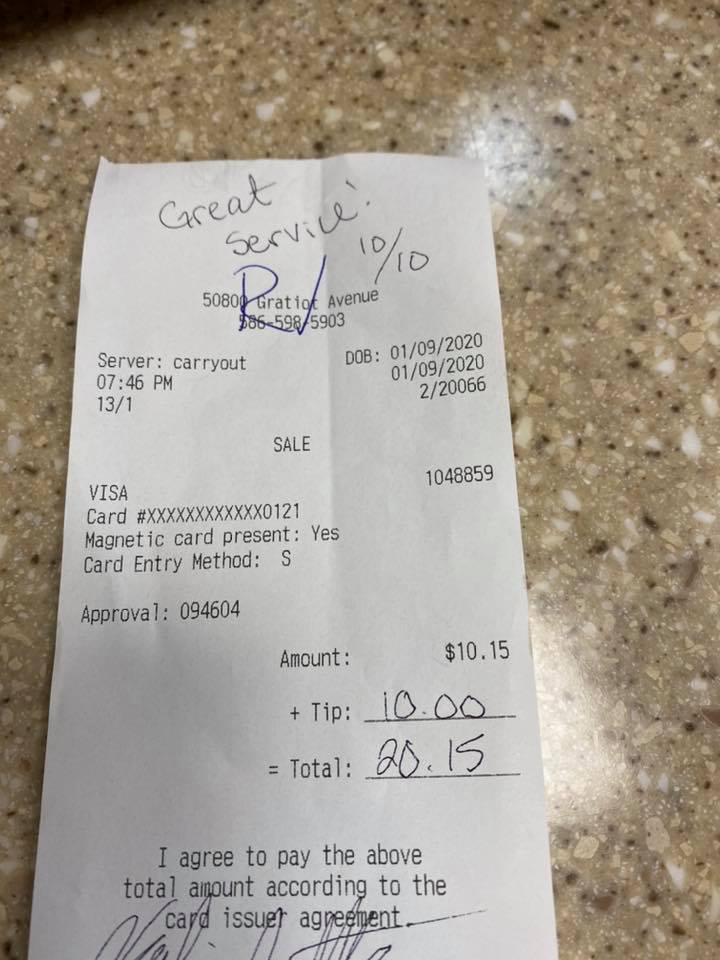 Great
Service!
10/10
50800 Gratiot Avenue
586-598-5903
Server: carryout
DOB: 01/09/2020
07:46 PM
01/09/2020
13/1
2/20066
SALE
VISA
1048859
Card #XXXXXXXXXXXX0121
Magnetic card present: Yes
Card Entry Method: S
Approval: 094604
Amount: $10.15
+ Tip: 10.00
= Total: 20.15
I agree to pay the above
total amount according to the
card issuer agreement.